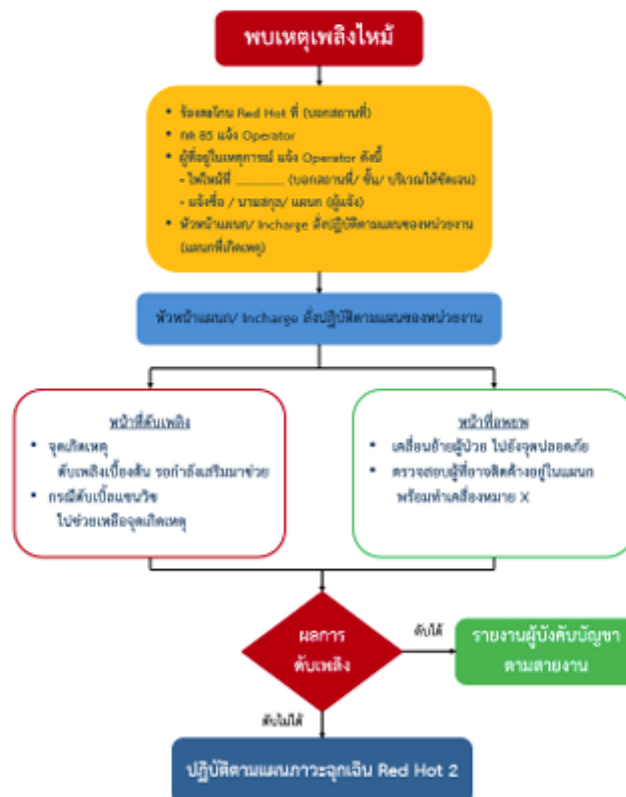 พบเหตุเพลิงไหม้
• ร้องตะโกน Red Hot ที่ (บอกสถานที่)
• กด 85 แจ้ง Operator
• ผู้ที่อยู่ในเหตุการณ์ แจ้ง Operator ดังนี้
- ไฟไหม้ที่ .............. (บอกสถานที่/ ชั้น/ บริเวณให้ชัดเจน)
- แจ้งชื่อ / นามสกุล/ แผนก (ผู้แจ้ง)
• หัวหน้าแผนก/ Incharge สั่งปฏิบัติตามแผนของหน่วยงาน
(แผนกที่เกิดเหตุ)
หัวหน้าแผนก/ Incharge สั่งปฏิบัติตามแผนของหน่วยงาน
หน้าที่ดับเพลิง
• จุดเกิดเหตุ
ดับเพลิงเบื้องต้น รอกำลังเสริมมาช่วย
• กรณีดับเบิ้ลแซนวิช
ไปช่วยเหลือจุดเกิดเหตุ
หน้าที่อพยพ
• เคลื่อนย้ายผู้ป่วย ไปยังจุดปลอดภัย
• ตรวจสอบผู้ที่อาจติดค้างอยู่ในแผนก
พร้อมทำเครื่องหมาย X
ผลการ
ดับเพลิง
ดับได้
รายงานผู้บังคับบัญชา
ตามสายงาน
ดับไม่ได้
ปฏิบัติตามแผนภาวะฉุกเฉิน Red Hot 2